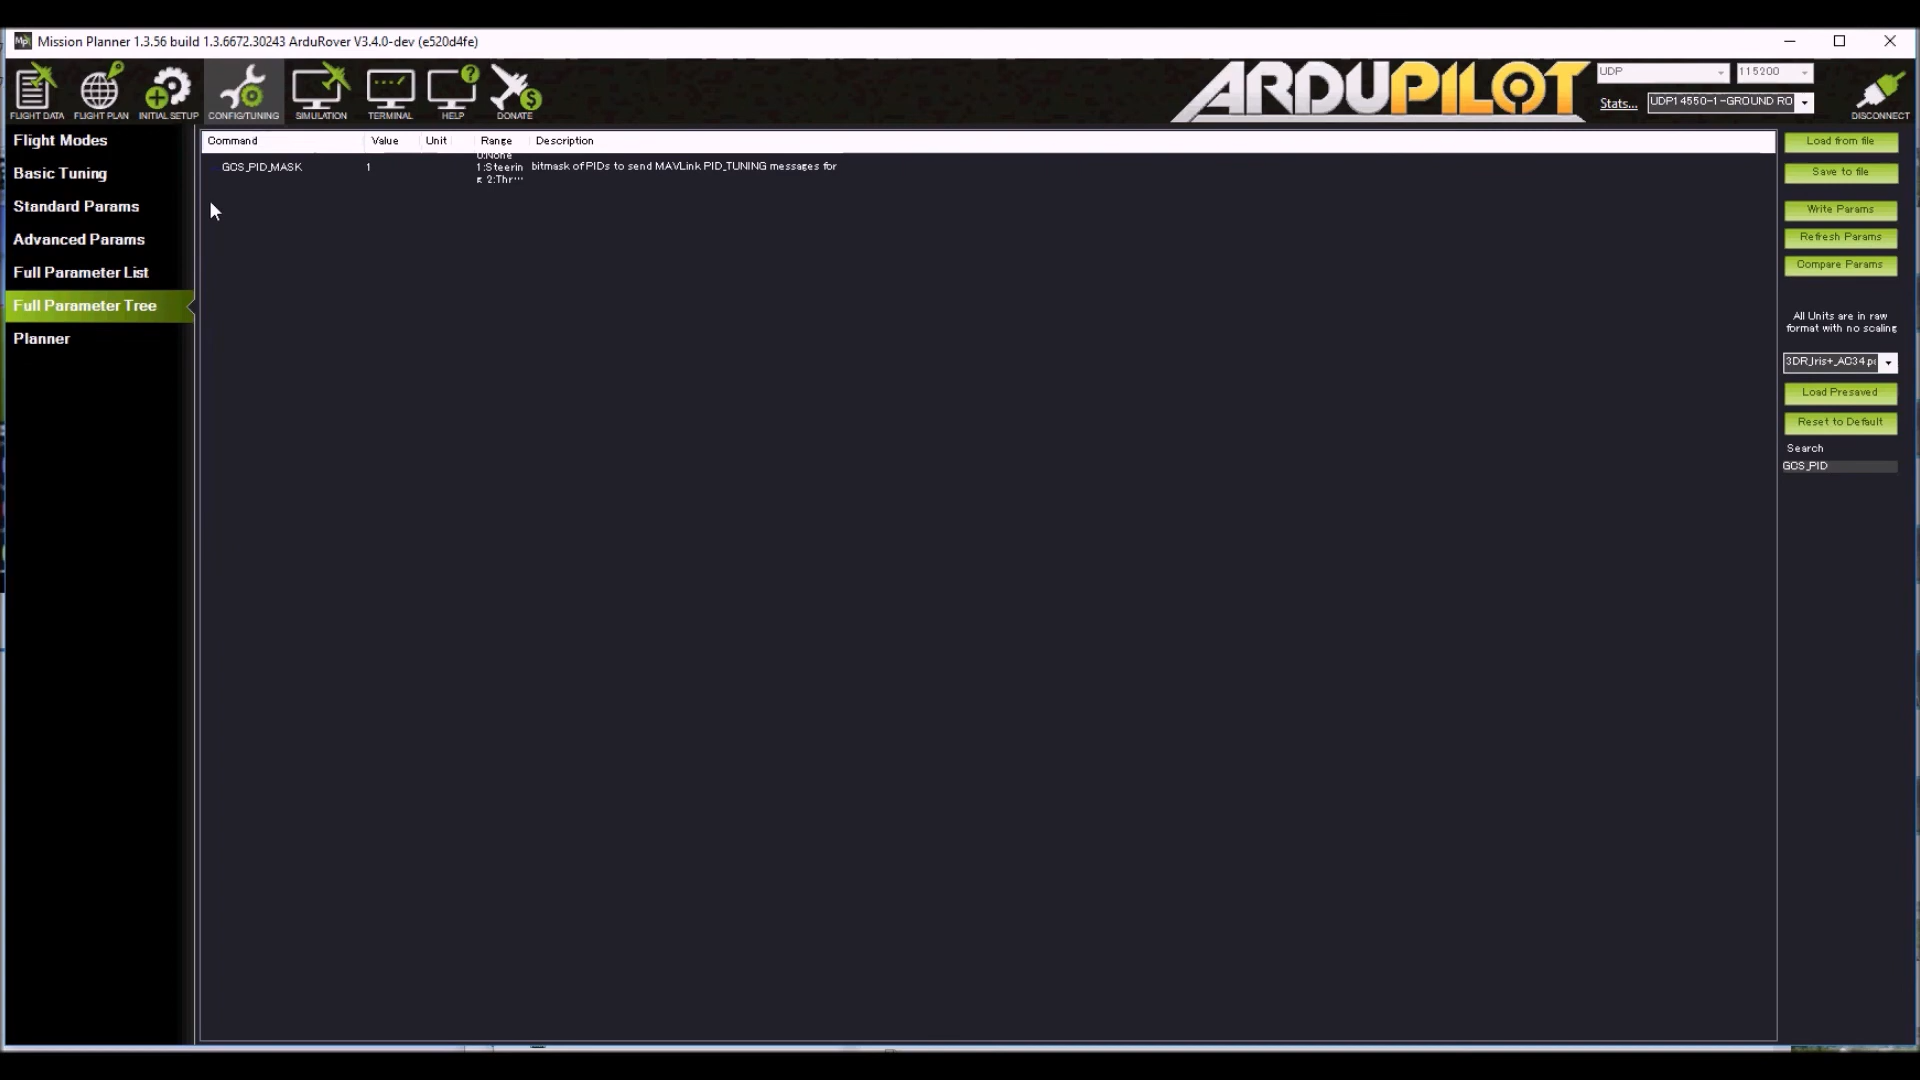 Mission Planner 1.3.56 build 1.3.6672.30243 ArduRover V3.4.0-dev (e520d4fe)
FLIGHT DATA
FLIGHT PLAN
INITIAL SETUP
CONFIG/TUNING
SIMULATION
TERMINAL
HELP
DONATE
ARDUPILOT
UDP
115200
Stats...
UDP14550-1-GROUND RO
DISCONNECT
Flight Modes
Basic Tuning
Standard Params
Advanced Params
Full Parameter List
Full Parameter Tree
Planner
Command Value Unit Range Description
GCS_PID_MASK 1
0:None
1:Steerin
g 2:Thr...
bitmask of PIDs to send MAVLink PID_TUNING messages for
Load from file
Save to file
Write Params
Refresh Params
Compare Params
All Units are in raw
format with no scaling
3DR_Iris+_AC34.p
Load Presaved
Reset to Default
Search
GCS_PID